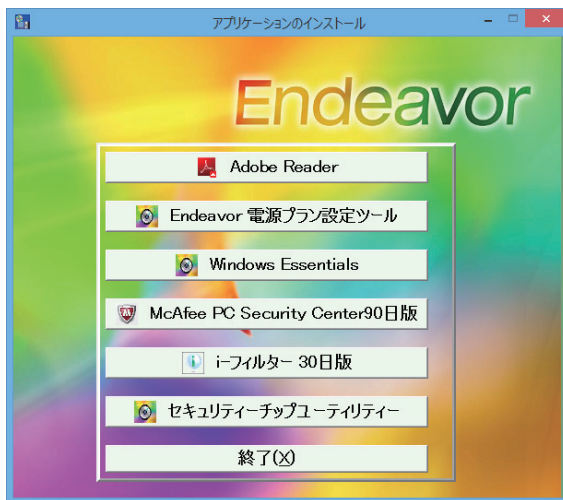 アプリケーションのインストール
Endeavor
Adobe Reader
Endeavor 電源プラン設定ツール
Windows Essentials
McAfee PC Security Center90日版
i-フィルター 30日版
セキュリティーチップユーティリティー
終了(X)